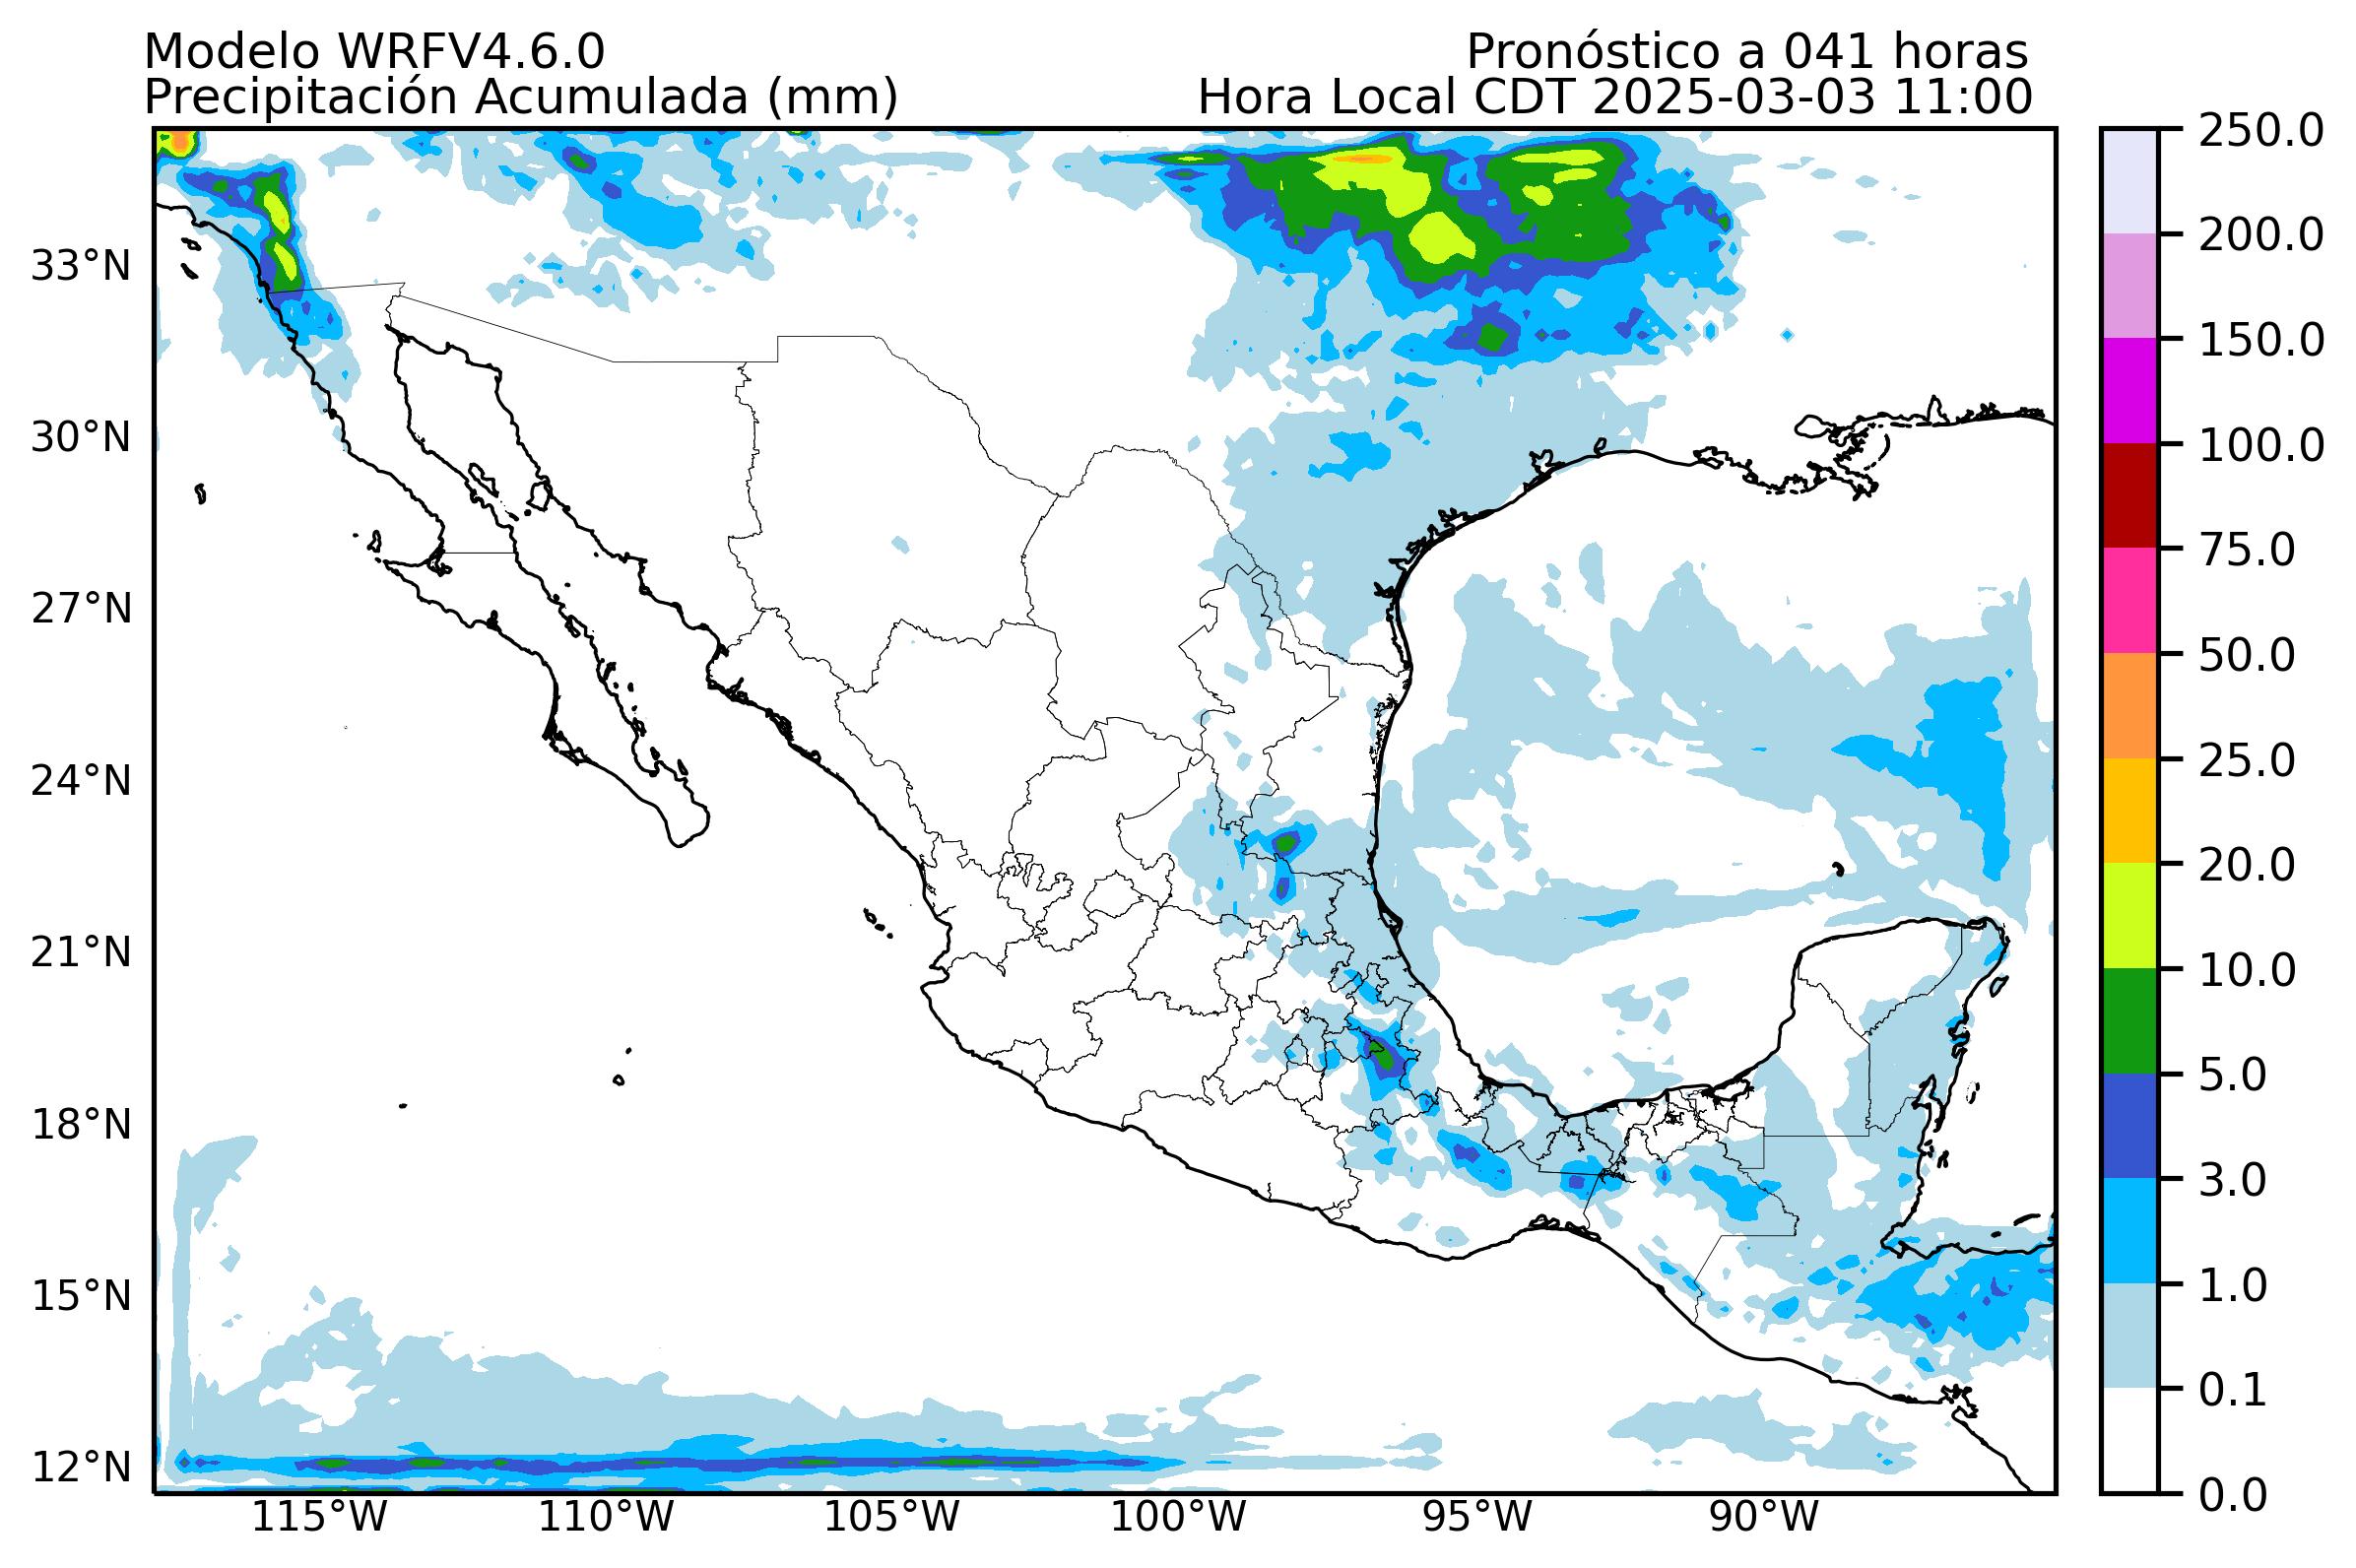 Modelo WRFV4.6.0
Pronóstico a 041 horas
Precipitación Acumulada (mm)
Hora Local CDT 2025-03-03 11:00
33°N
30°N
27°N
24°N
21°N
18°N
15°N
12°N
115°W
110°W
105°W
100°W
95°W
90°W
250.0
200.0
150.0
100.0
75.0
50.0
25.0
20.0
10.0
5.0
3.0
1.0
0.1
0.0